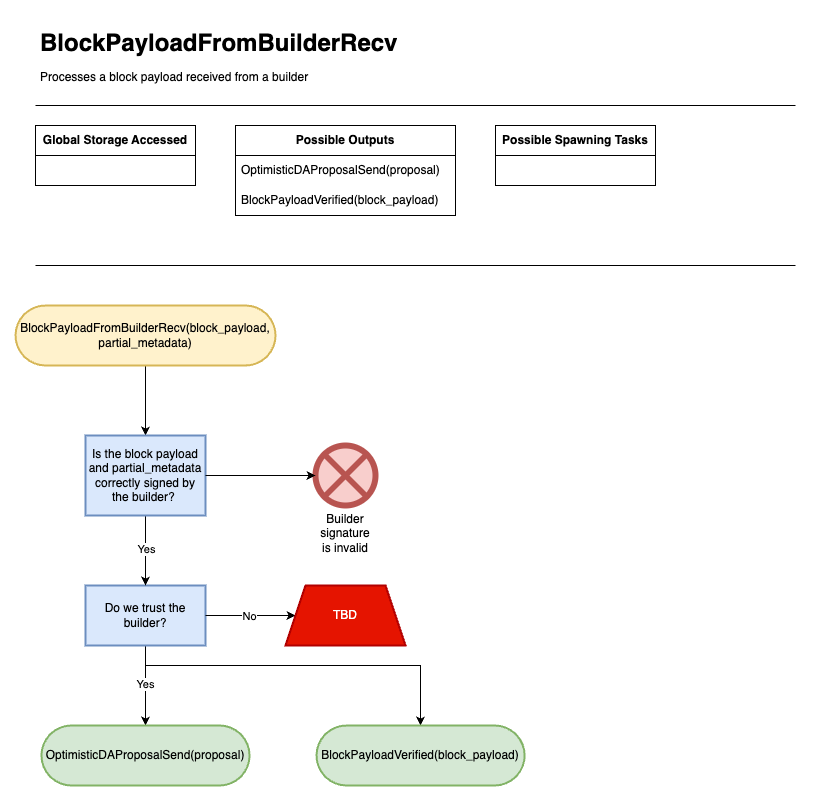 BlockPayloadFromBuilderRecv
Processes a block payload received from a builder
Global Storage Accessed
Possible Outputs
Possible Spawning Tasks
OptimisticDAProposalSend(proposal)
BlockPayloadVerified(block_payload)
BlockPayloadFromBuilderRecv(block_payload,
partial_metadata)
Is the block payload
and partial_metadata
correctly signed by
the builder?
Builder
signature
is invalid
Yes
Do we trust the
builder?
No
TBD
Yes
OptimisticDAProposalSend(proposal)
BlockPayloadVerified(block_payload)